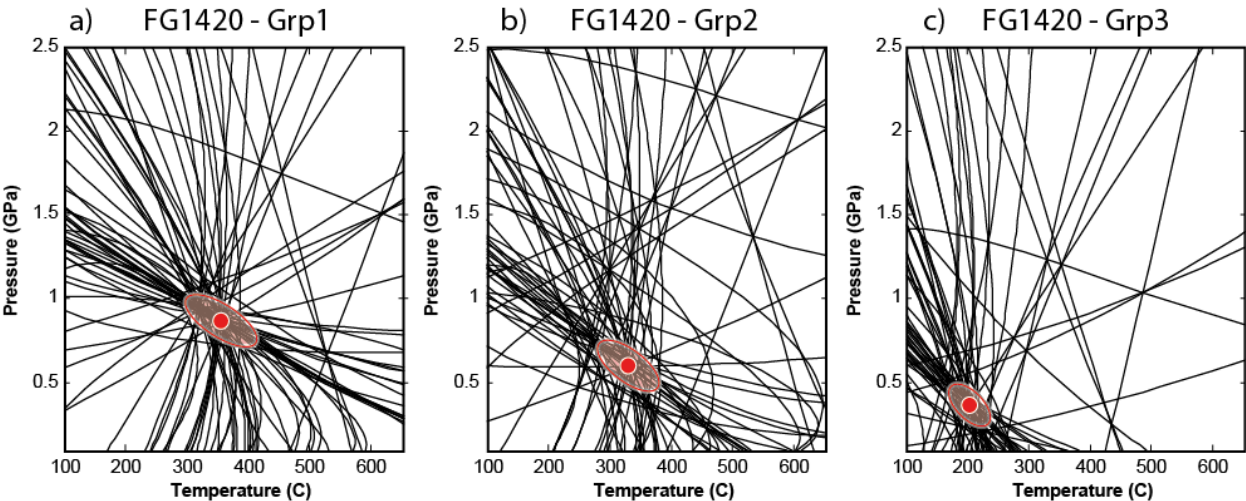 a) FG1420 - Grp1
2.5
2
1.5
1
0.5
Pressure (GPa)
100 200 300 400 500 600
Temperature (C)
b) FG1420 - Grp2
2.5
2
1.5
1
0.5
Pressure (GPa)
100 200 300 400 500 600
Temperature (C)
c) FG1420 - Grp3
2.5
2
1.5
1
0.5
Pressure (GPa)
100 200 300 400 500 600
Temperature (C)